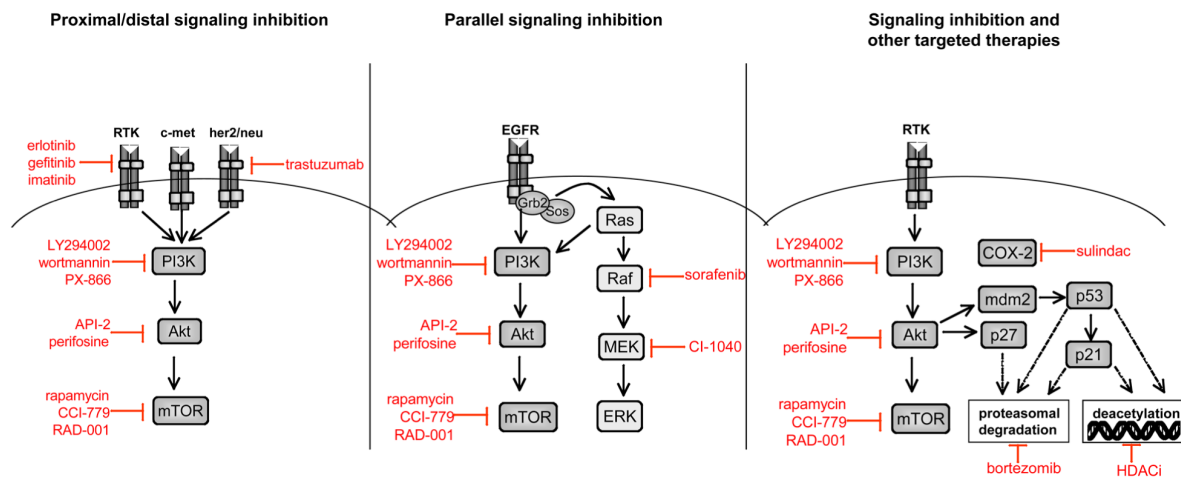 Proximal/distal signaling inhibition
RTK
c-met
her2/neu
erlotinib
gefitinib
imatinib
trastuzumab
LY294002
wortmannin
PX-866
PI3K
API-2
perifosine
Akt
rapamycin
CCI-779
RAD-001
mTOR
Parallel signaling inhibition
EGFR
Grb2
Sos
Ras
LY294002
wortmannin
PX-866
PI3K
Raf
sorafenib
API-2
perifosine
Akt
MEK
CI-1040
rapamycin
CCI-779
RAD-001
mTOR
ERK
Signaling inhibition and
other targeted therapies
RTK
LY294002
wortmannin
PX-866
PI3K
COX-2
sulindac
mdm2
p53
API-2
perifosine
Akt
p27
p21
rapamycin
CCI-779
RAD-001
mTOR
proteasomal
degradation
deacetylation
bortezomib
HDACi